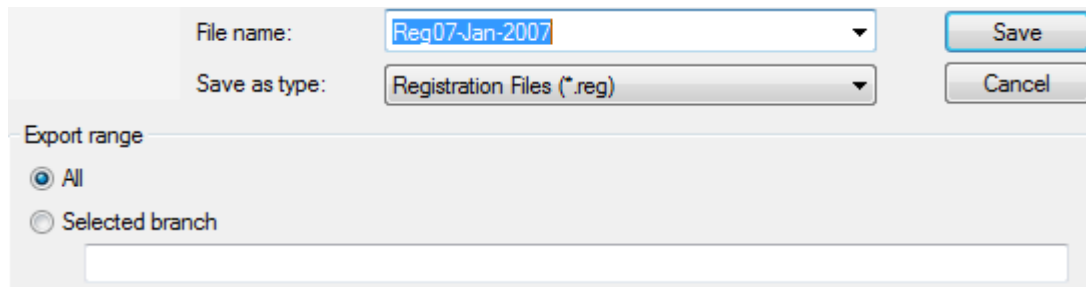 File name: Reg07-Jan-2007 Save
Save as type: Registration Files (*.reg) Cancel
Export range
All
Selected branch